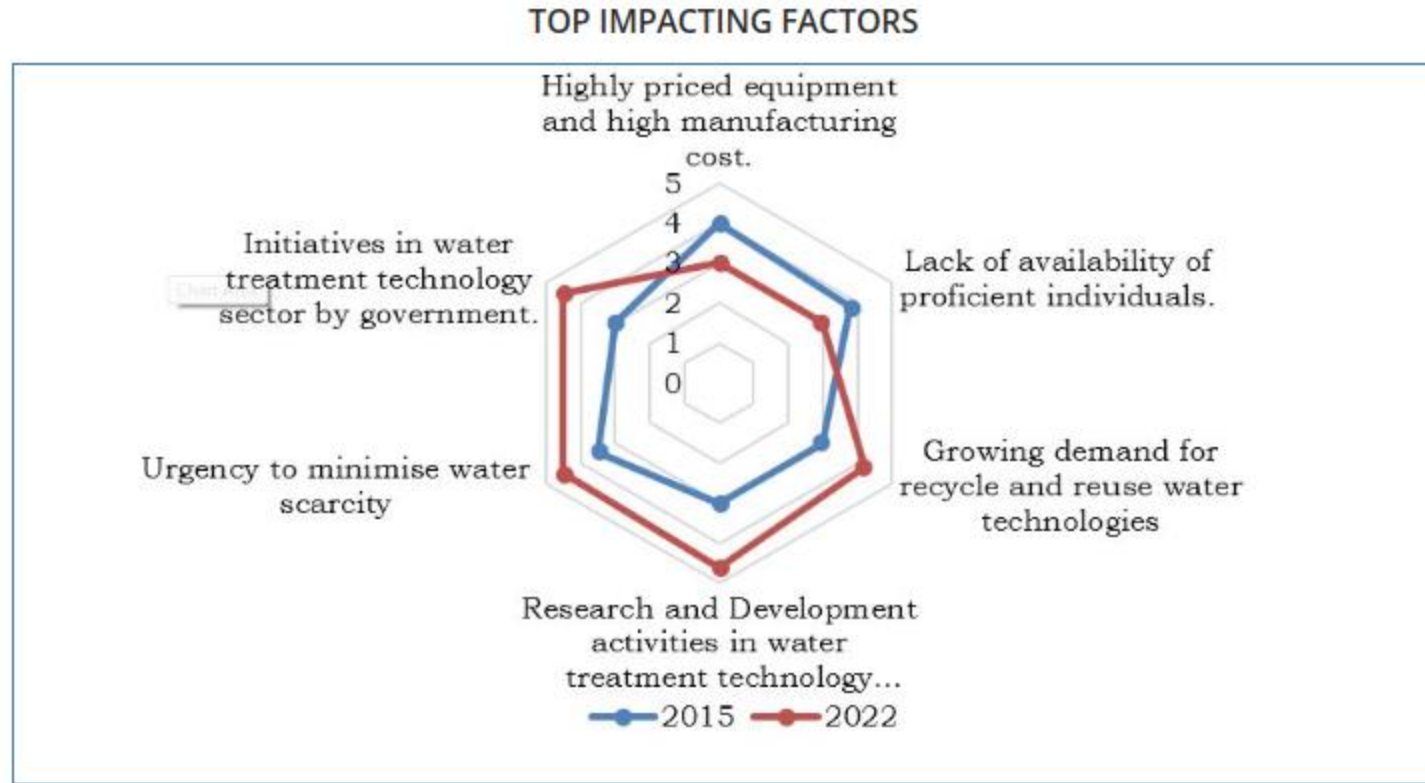 TOP IMPACTING FACTORS
Highly priced equipment
and high manufacturing
cost.
5
4
3
2
1
0
Lack of availability of
proficient individuals.
Growing demand for
recycle and reuse water
technologies
Research and Development
activities in water
treatment technology...
Urgency to minimise water
scarcity
Initiatives in water
treatment technology
sector by government.
2015 2022